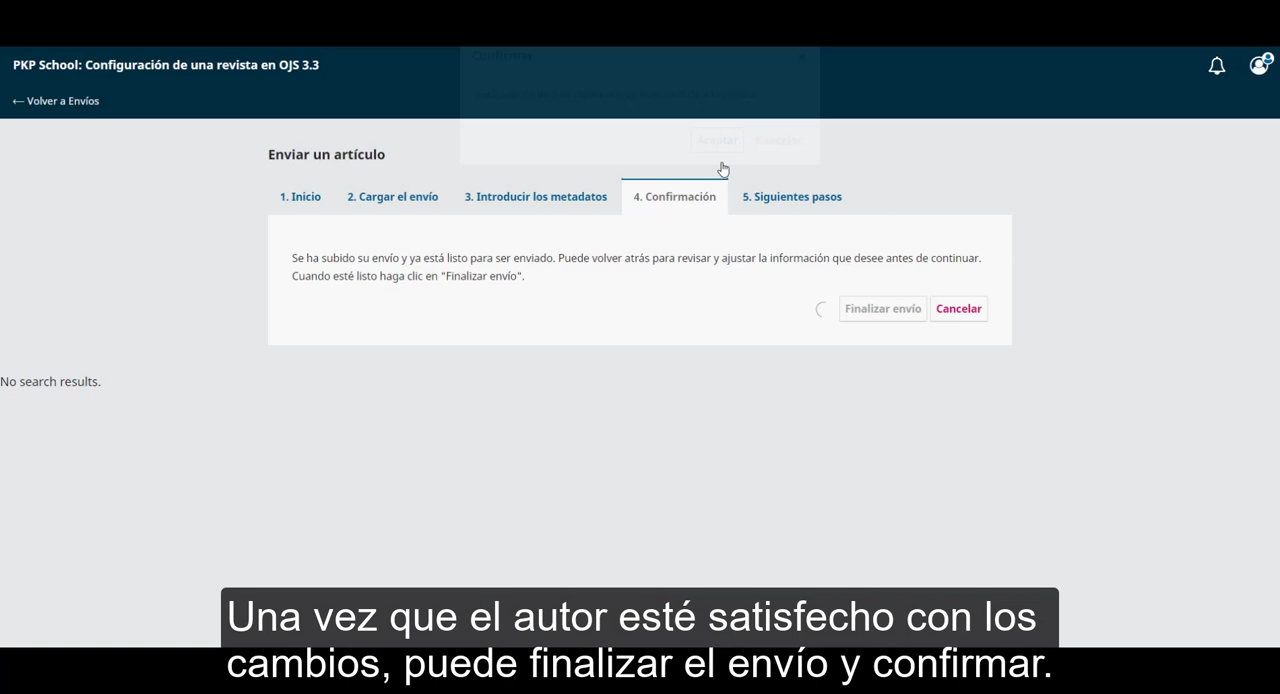 PKP School: Configuración de una revista en OJS 3.3
← Volver a Envíos
Confirmar
Aceptar Cancelar
Enviar un artículo
1. Inicio 2. Cargar el envío 3. Introducir los metadatos 4. Confirmación 5. Siguientes pasos
Se ha subido su envío y ya está listo para ser enviado. Puede volver atrás para revisar y ajustar la información que desee antes de continuar.
Cuando esté listo haga clic en "Finalizar envío".
Finalizar envío Cancelar
No search results.
Una vez que el autor esté satisfecho con los
cambios, puede finalizar el envío y confirmar.